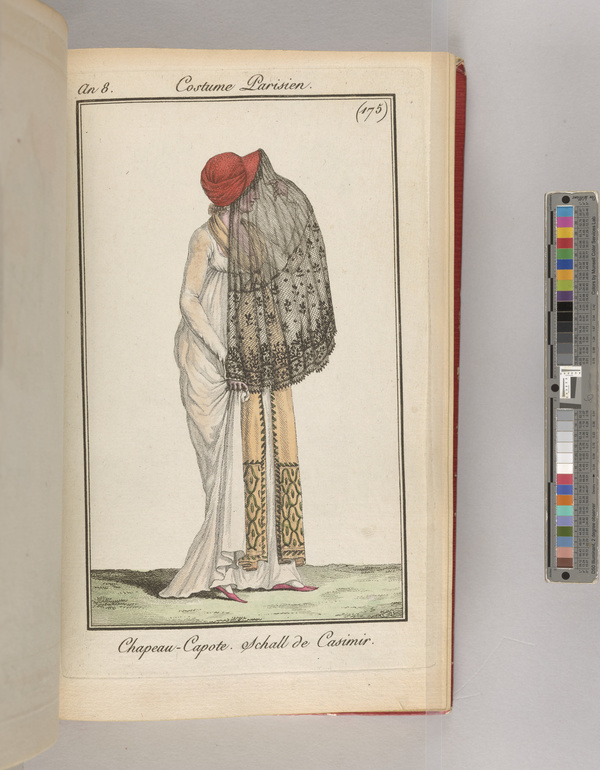 An 8.
Costume Parisien.
(175)
Chapeau-Capote. Schall de Casimir.